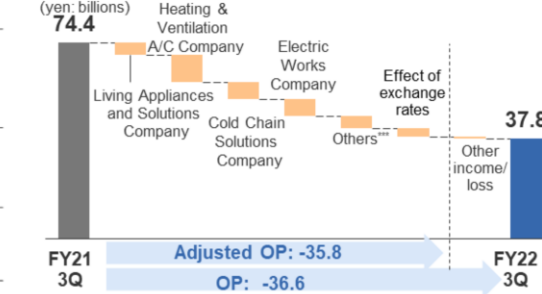 (yen: billions)
74.4
Heating &
Ventilation
A/C Company
Living Appliances
and Solutions
Company
Cold Chain
Solutions
Company
Electric
Works
Company
Others***
Effect of
exchange
rates
Other
income/
loss
37.8
Adjusted OP: -35.8
OP: -36.6
FY21
3Q
FY22
3Q